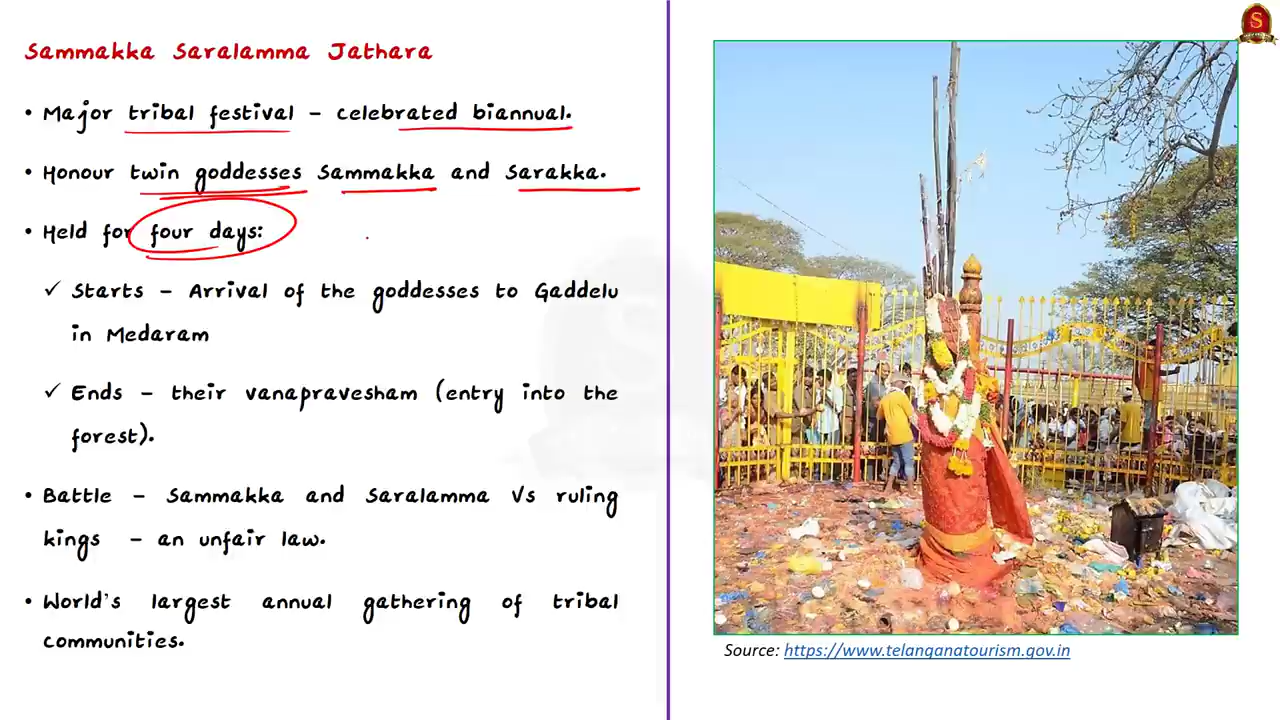 Sammakka Saralamma Jathara
• Major tribal festival – celebrated biannual.
• Honour twin goddesses Sammakka and Sarakka.
• Held for four days:
✓ Starts – Arrival of the goddesses to Gaddelu
in Medaram
✓ Ends – their vanapravesham (entry into the
forest).
• Battle – Sammakka and Saralamma Vs ruling
kings – an unfair law.
• World's largest annual gathering of tribal
communities.
Source: https://www.telanganatourism.gov.in